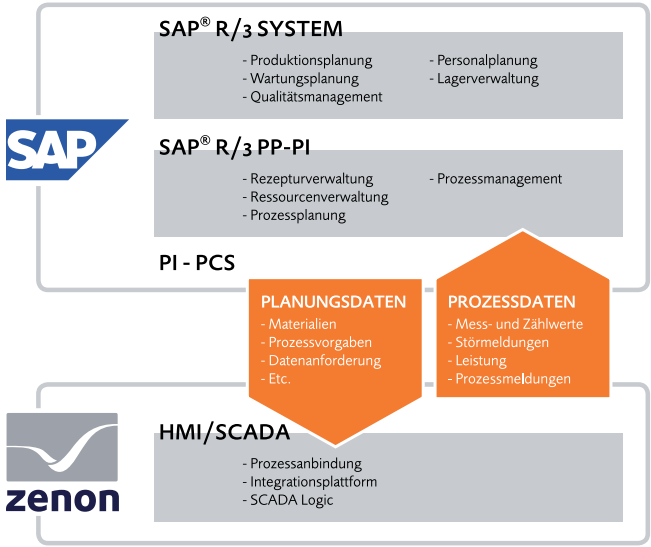 SAP® R/3 SYSTEM
- Produktionsplanung
- Wartungsplanung
- Qualitätsmanagement
- Personalplanung
- Lagerverwaltung
SAP
SAP® R/3 PP-PI
- Rezepturverwaltung
- Ressourcenverwaltung
- Prozessplanung
- Prozessmanagement
PI - PCS
PLANUNGSDATEN
- Materialien
- Prozessvorgaben
- Datenanforderung
- Etc.
PROZESSDATEN
- Mess- und Zählwerte
- Störmeldungen
- Leistung
- Prozessmeldungen
HMI/SCADA
- Prozessanbindung
- Integrationsplattform
- SCADA Logic
zenon